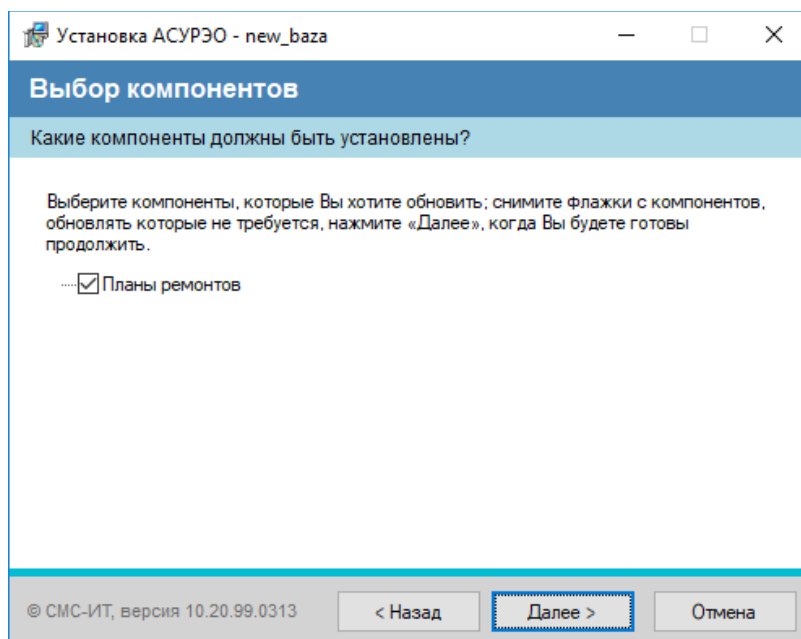 Установка АСУРЭО - new_baza
Выбор компонентов
Какие компоненты должны быть установлены?
Выберите компоненты, которые Вы хотите обновить; снимите флажки с компонентов,
обновлять которые не требуется, нажмите «Далее», когда Вы будете готовы
продолжить.
Планы ремонтов
© СМС-ИТ, версия 10.20.99.0313
< Назад
Далее >
Отмена